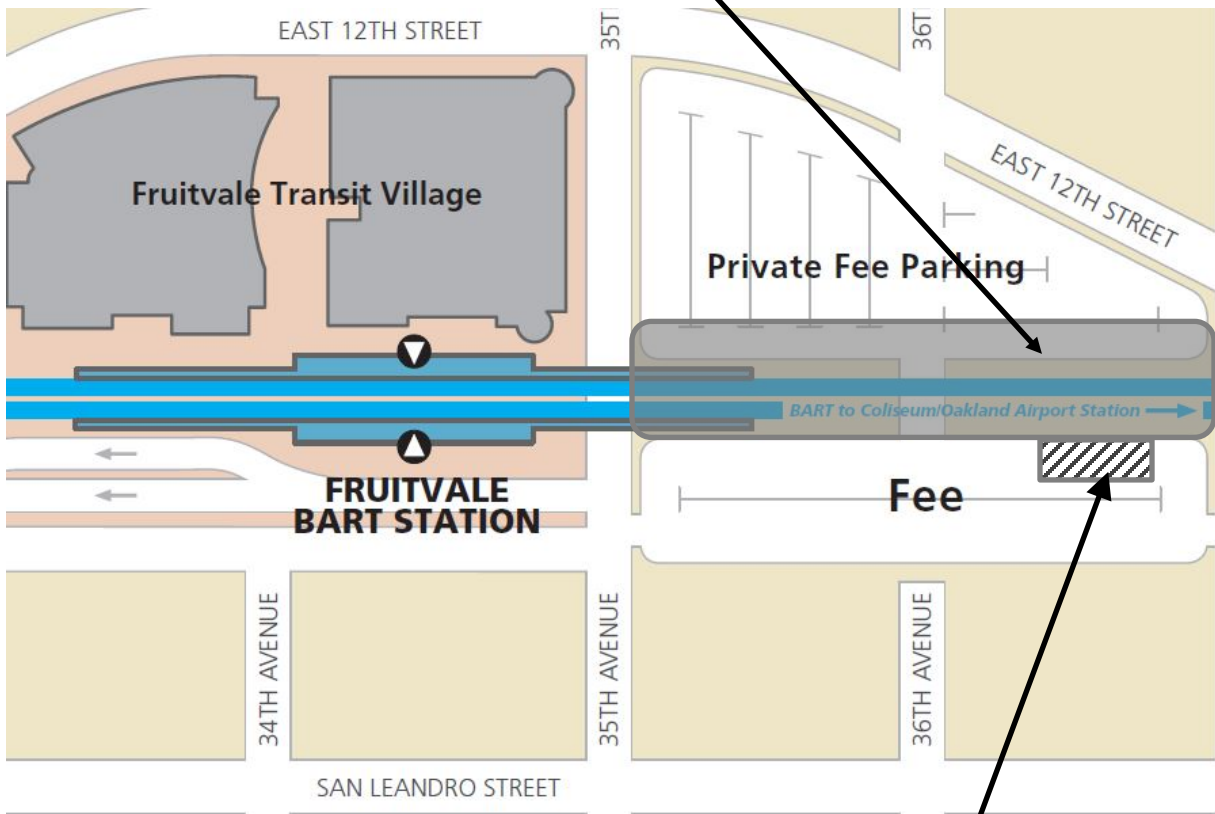 EAST 12TH STREET
35T
36T
EAST 12TH STREET
Fruitvale Transit Village
Private Fee Parking
BART to Coliseum/Oakland Airport Station
FRUITVALE
BART STATION
Fee
34TH AVENUE
35TH AVENUE
36TH AVENUE
SAN LEANDRO STREET